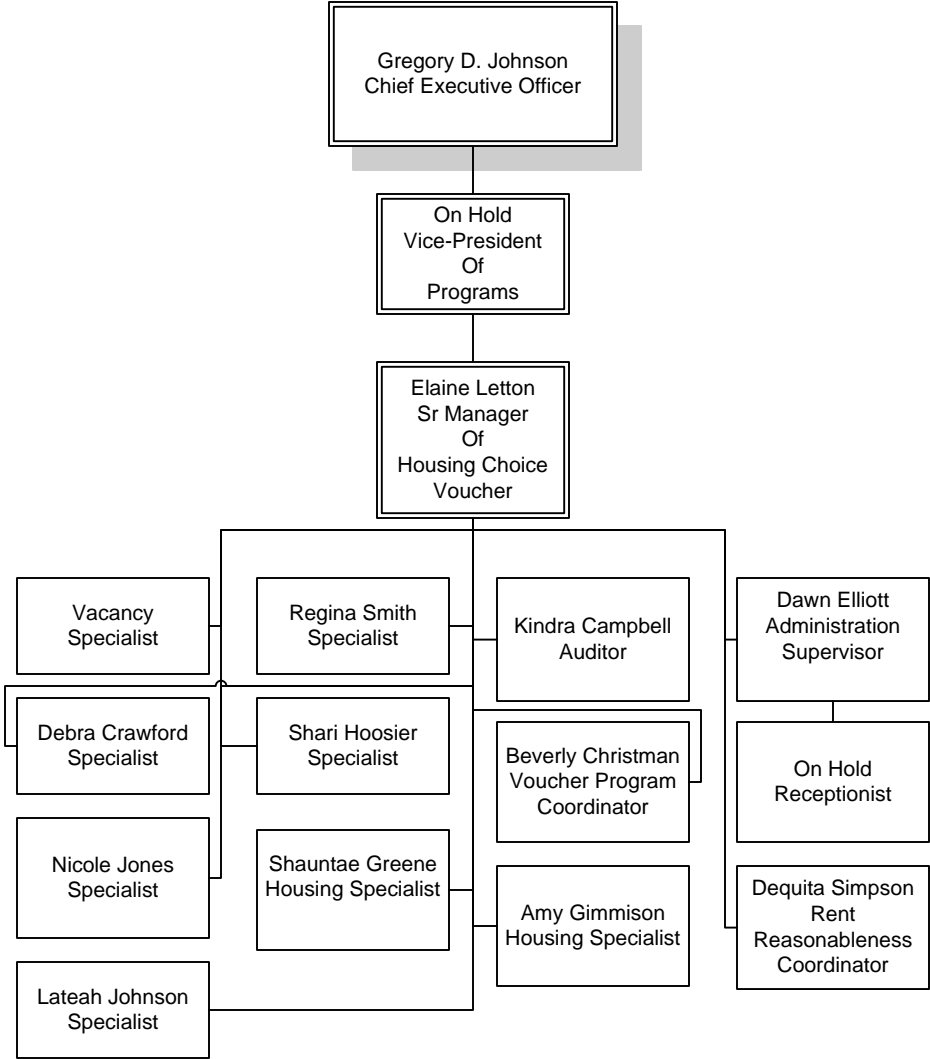 Gregory D. Johnson
Chief Executive Officer
On Hold
Vice-President
Of
Programs
Elaine Letton
Sr Manager
Of
Housing Choice
Voucher
Vacancy
Specialist
Regina Smith
Specialist
Kindra Campbell
Auditor
Dawn Elliott
Administration
Supervisor
Debra Crawford
Specialist
Shari Hoosier
Specialist
Beverly Christman
Voucher Program
Coordinator
On Hold
Receptionist
Nicole Jones
Specialist
Shauntae Greene
Housing Specialist
Amy Gimmison
Housing Specialist
Dequita Simpson
Rent
Reasonableness
Coordinator
Lateah Johnson
Specialist